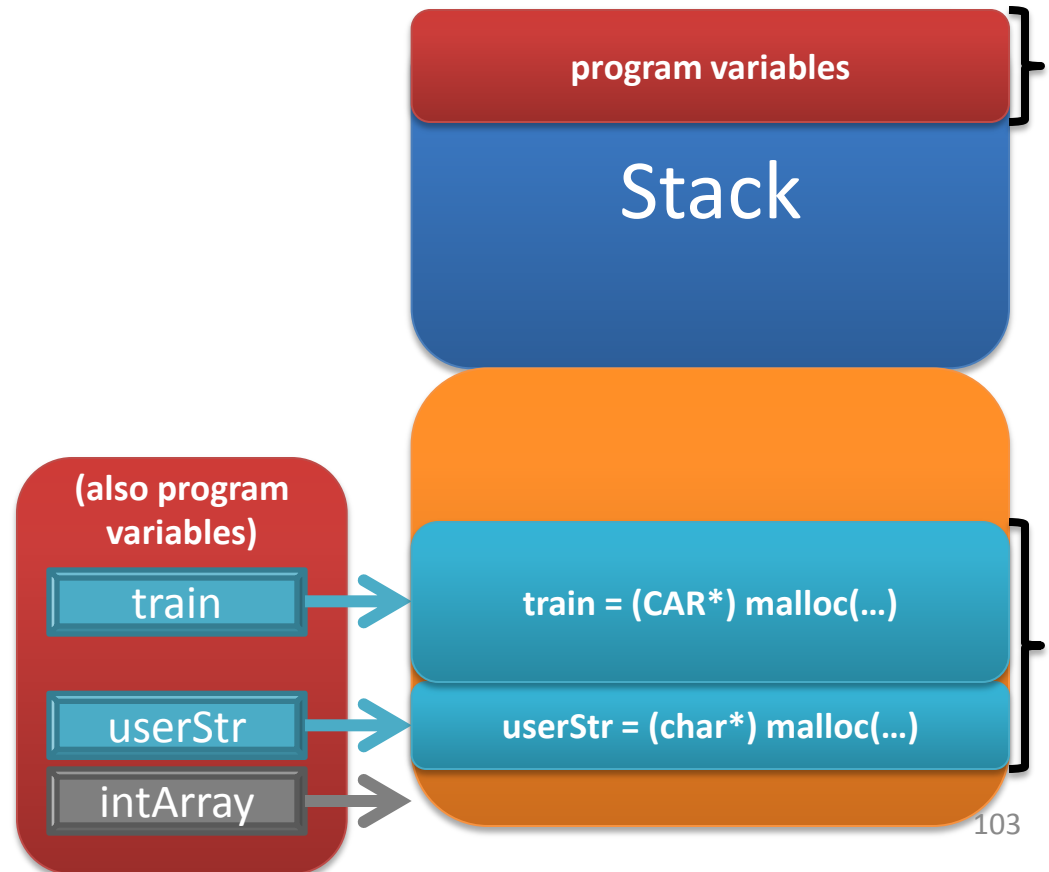 program variables
Stack
(also program
variables)
train
train = (CAR*) malloc(…)
userStr
userStr = (char*) malloc(…)
intArray
103